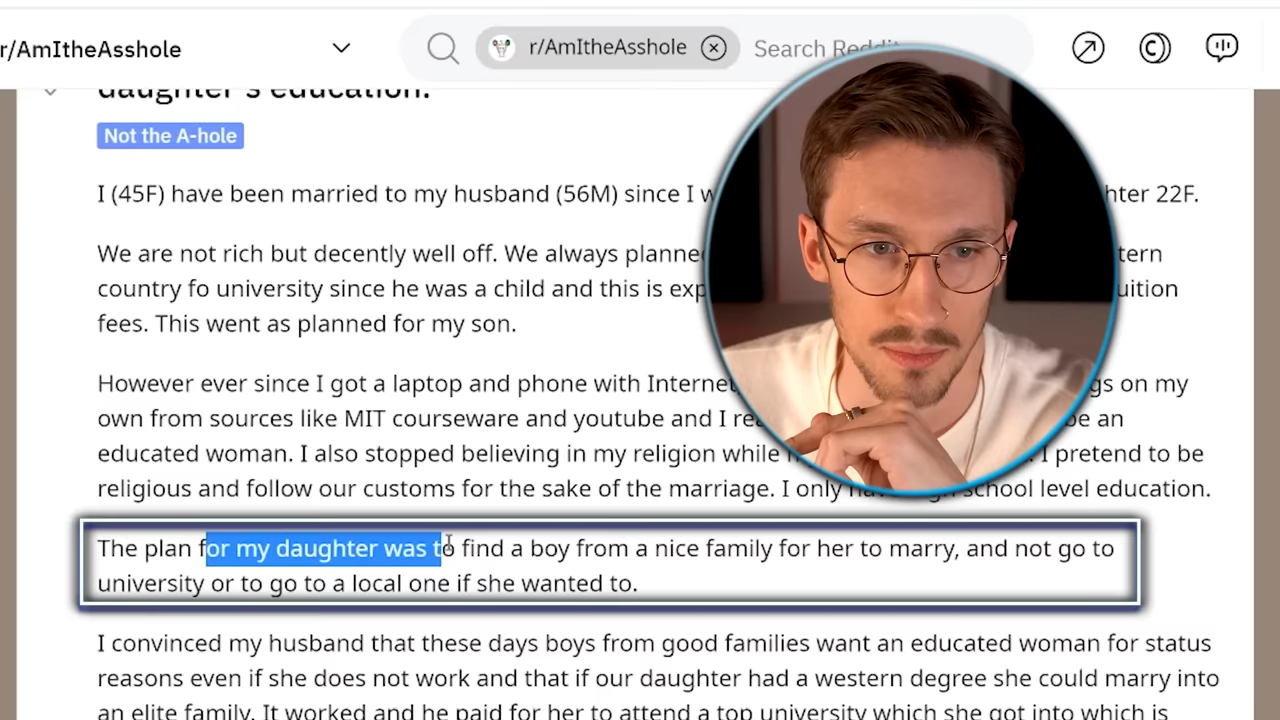 r/AmItheAsshole
r/AmItheAsshole
Search Reddit
daughter's education.
Not the A-hole
I (45F) have been married to my husband (56M) since I 22F.
We are not rich but decently well off. We always
country fo university since he was a child and this is
fees. This went as planned for my son.
However ever since I got a laptop and phone with on my
own from sources like MIT courseware and youtube and I be an
educated woman. I also stopped believing in my religion while I pretend to be
religious and follow our customs for the sake of the marriage. I only school level education.
The plan for my daughter was to find a boy from a nice family for her to marry, and not go to
university or to go to a local one if she wanted to.
I convinced my husband that these days boys from good families want an educated woman for status
reasons even if she does not work and that if our daughter had a western degree she could marry into
an elite family. It worked and he paid for her to attend a top university which she got into which is